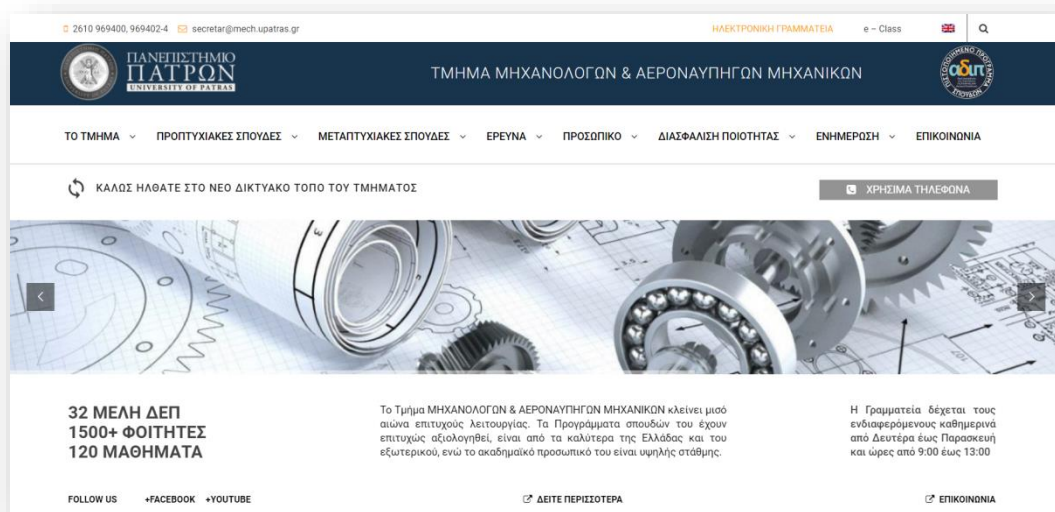 2610 969400, 969402-4 secretar@mech.upatras.gr ΗΛΕΚΤΡΟΝΙΚΗ ΓΡΑΜΜΑΤΕΙΑ e – Class
ΠΑΝΕΠΙΣΤΗΜΙΟ
ΠΑΤΡΩΝ
UNIVERSITY OF PATRAS
ΤΜΗΜΑ ΜΗΧΑΝΟΛΟΓΩΝ & ΑΕΡΟΝΑΥΠΗΓΩΝ ΜΗΧΑΝΙΚΩΝ
ΠΙΣΤΟΠΟΙΗΜΕΝΟ ΠΡΟΓΡΑΜΜΑ ΣΠΟΥΔΩΝ
αδιπ
ΤΟ ΤΜΗΜΑ ΠΡΟΠΤΥΧΙΑΚΕΣ ΣΠΟΥΔΕΣ ΜΕΤΑΠΤΥΧΙΑΚΕΣ ΣΠΟΥΔΕΣ ΕΡΕΥΝΑ ΠΡΟΣΩΠΙΚΟ ΔΙΑΣΦΑΛΙΣΗ ΠΟΙΟΤΗΤΑΣ ΕΝΗΜΕΡΩΣΗ ΕΠΙΚΟΙΝΩΝΙΑ
ΚΑΛΩΣ ΗΛΘΑΤΕ ΣΤΟ ΝΕΟ ΔΙΚΤΥΑΚΟ ΤΟΠΟ ΤΟΥ ΤΜΗΜΑΤΟΣ
ΧΡΗΣΙΜΑ ΤΗΛΕΦΩΝΑ
32 ΜΕΛΗ ΔΕΠ
1500+ ΦΟΙΤΗΤΕΣ
120 ΜΑΘΗΜΑΤΑ
Το Τμήμα ΜΗΧΑΝΟΛΟΓΩΝ & ΑΕΡΟΝΑΥΠΗΓΩΝ ΜΗΧΑΝΙΚΩΝ κλείνει μισό
αιώνα επιτυχούς λειτουργίας. Τα Προγράμματα σπουδών του έχουν
επιτυχώς αξιολογηθεί, είναι από τα καλύτερα της Ελλάδας και του
εξωτερικού, ενώ το ακαδημαϊκό προσωπικό του είναι υψηλής στάθμης.
Η Γραμματεία δέχεται τους
ενδιαφερόμενους καθημερινά
από Δευτέρα έως Παρασκευή
και ώρες από 9:00 έως 13:00
FOLLOW US +FACEBOOK +YOUTUBE
ΔΕΙΤΕ ΠΕΡΙΣΣΟΤΕΡΑ
ΕΠΙΚΟΙΝΩΝΙΑ